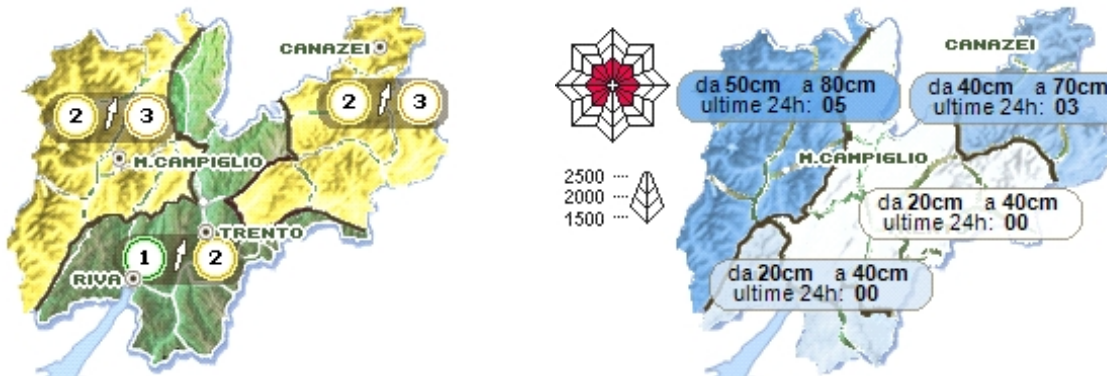 CANAZEI
2 3
2 3
M.CAMPIGLIO
TRENTO
1 2
RIVA
CANAZEI
da 50cm a 80cm
ultime 24h: 05
da 40cm a 70cm
ultime 24h: 03
M.CAMPIGLIO
2500
2000
1500
da 20cm a 40cm
ultime 24h: 00
da 20cm a 40cm
ultime 24h: 00